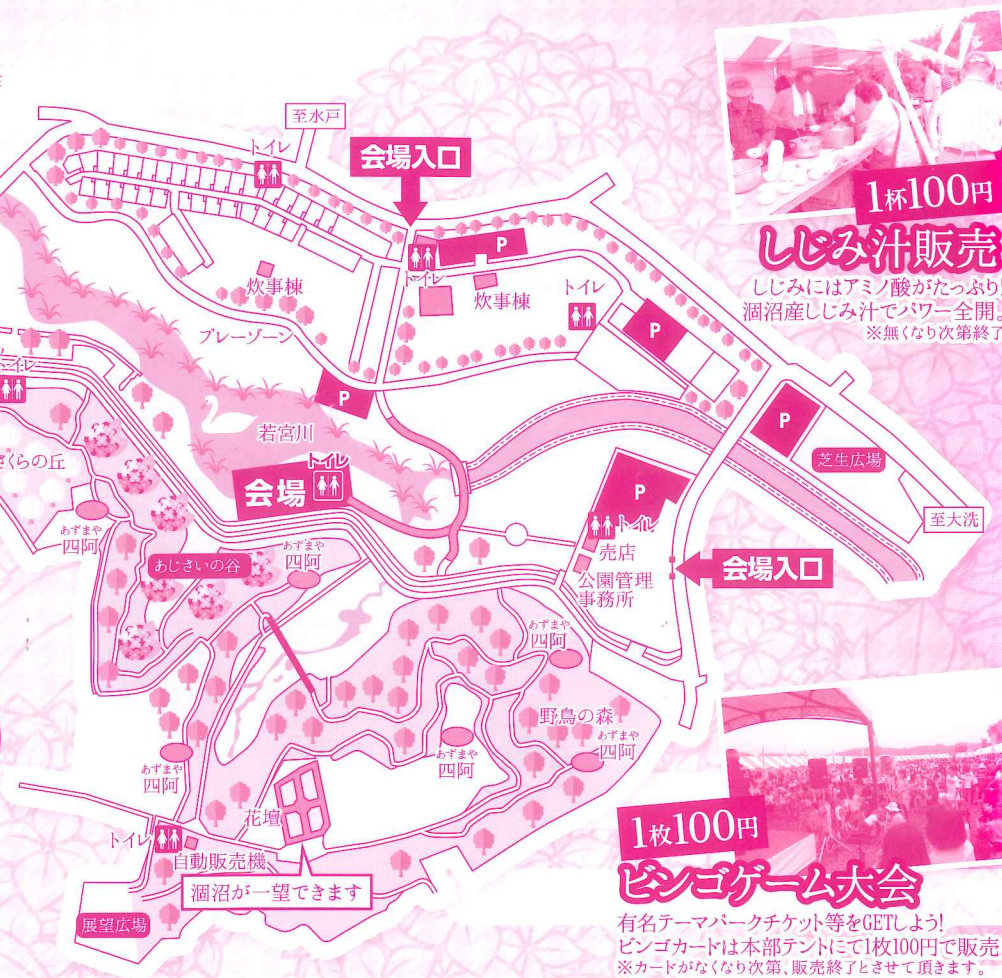 至水戸
トイレ
会場入口
P
トイレ
炊事棟
炊事棟
トイレ
プレーゾーン
P
P
若宮川
トイレ
会場
トイレ
さくらの丘
P
芝生広場
至大洗
P
トイレ
売店
公園管理
事務所
会場入口
あずまや
四阿
あじさいの谷
あずまや
四阿
あずまや
四阿
野鳥の森
あずまや
四阿
あずまや
四阿
あずまや
四阿
花壇
トイレ
自動販売機
涸沼が一望できます
展望広場
1杯100円
しじみ汁販売
しじみにはアミノ酸がたっぷり!
涸沼産しじみ汁でパワー全開。
※無くなり次第終了
1枚100円
ビンゴゲーム大会
有名テーマパークチケット等をGETしよう!
ビンゴカードは本部テントにて1枚100円で販売
※カードがなくなり次第、販売終了とさせて頂きます。